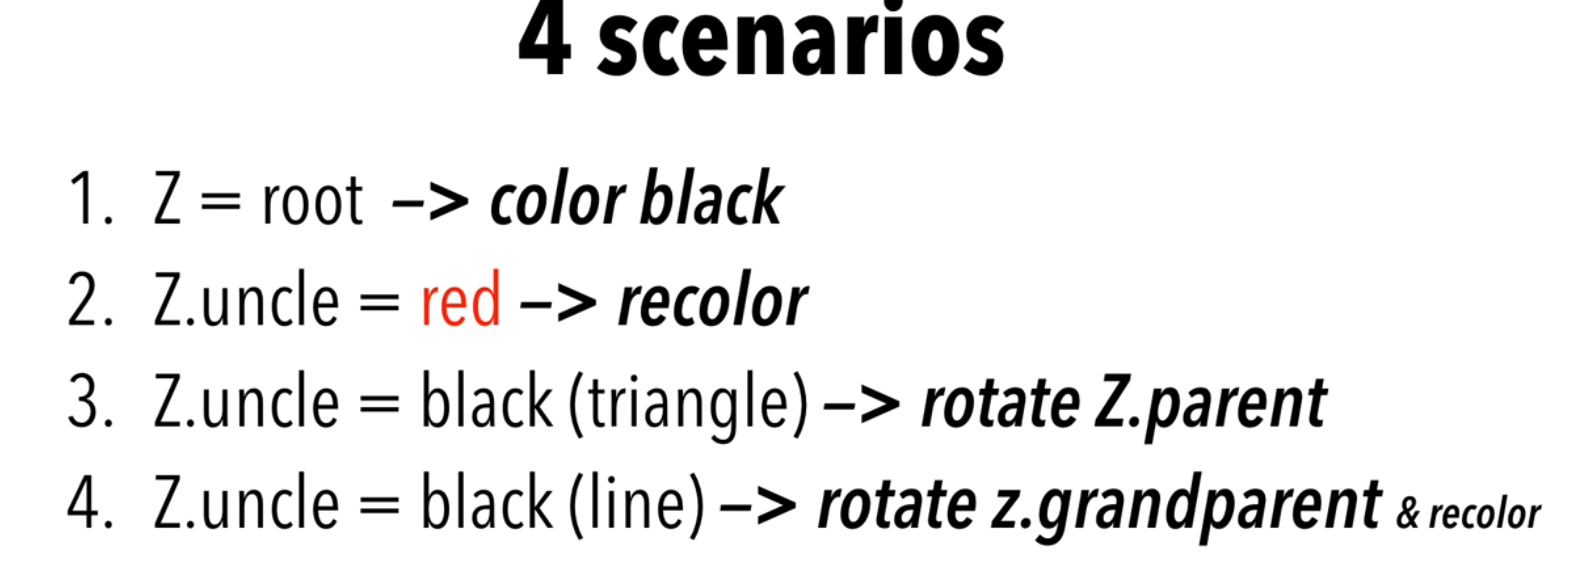 4 scenarios
1. Z = root –> color black
2. Z.uncle = red –> recolor
3. Z.uncle = black (triangle) –> rotate Z.parent
4. Z.uncle = black (line) –> rotate z.grandparent & recolor